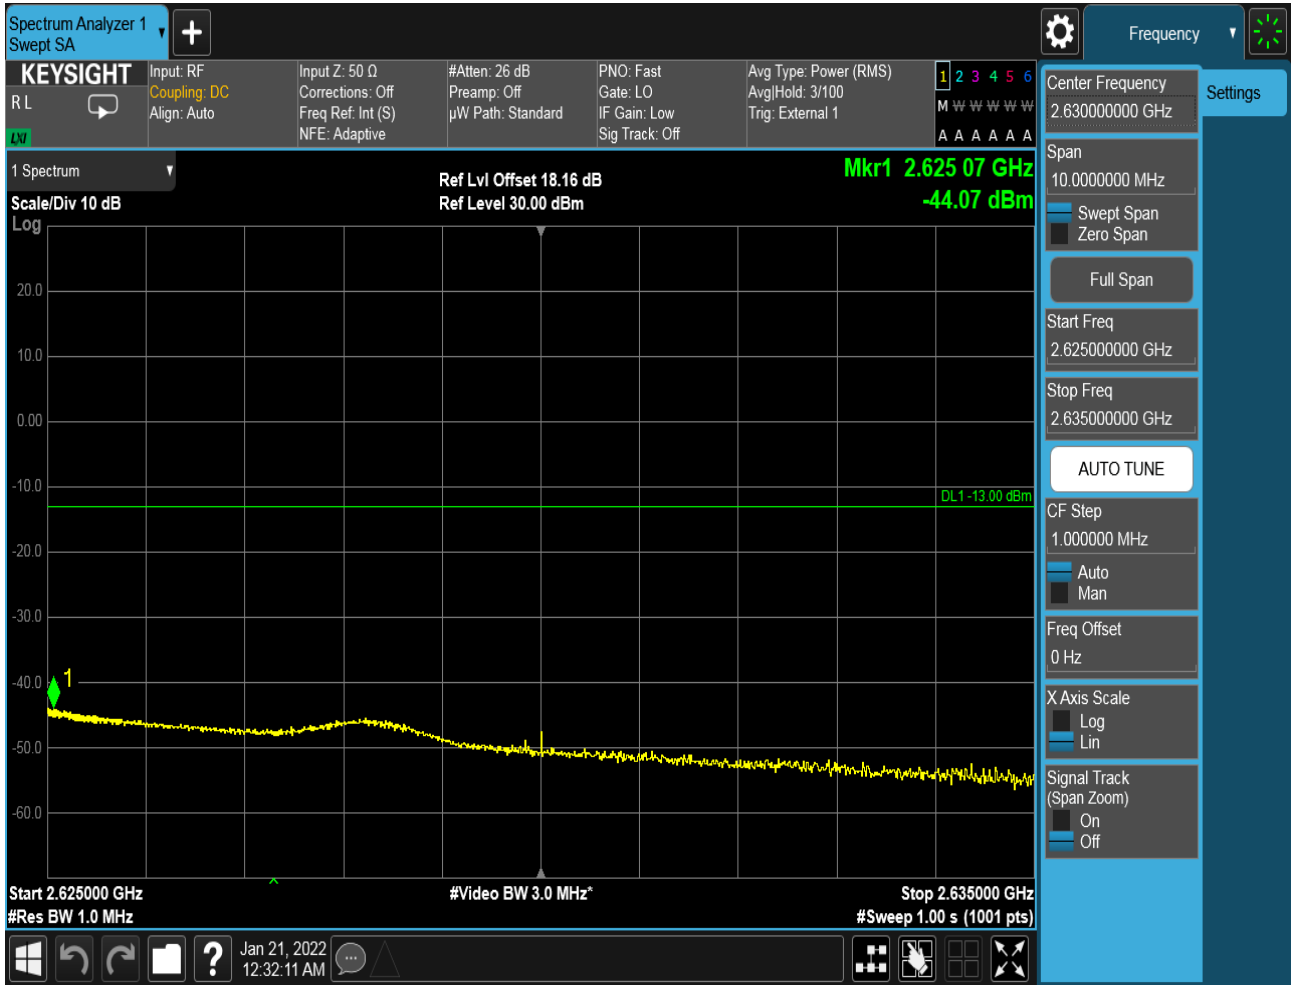 Spectrum Analyzer 1
Swept SA
+
Frequency
KEYSIGHT
R L
LXI
Input: RF
Coupling: DC
Align: Auto
Input Z: 50 Ω
Corrections: Off
Freq Ref: Int (S)
NFE: Adaptive
#Atten: 26 dB
Preamp: Off
µW Path: Standard
PNO: Fast
Gate: LO
IF Gain: Low
Sig Track: Off
Avg Type: Power (RMS)
Avg|Hold: 3/100
Trig: External 1
1 2 3 4 5 6
M W W W W W
A A A A A A
1 Spectrum
Scale/Div 10 dB
Log
Ref Lvl Offset 18.16 dB
Ref Level 30.00 dBm
Mkr1 2.625 07 GHz
-44.07 dBm
20.0
10.0
0.00
-10.0
-20.0
-30.0
-40.0
-50.0
-60.0
DL1 -13.00 dBm
1
Start 2.625000 GHz
#Res BW 1.0 MHz
#Video BW 3.0 MHz*
Stop 2.635000 GHz
#Sweep 1.00 s (1001 pts)
Center Frequency
2.630000000 GHz
Span
10.0000000 MHz
Swept Span
Zero Span
Full Span
Start Freq
2.625000000 GHz
Stop Freq
2.635000000 GHz
AUTO TUNE
CF Step
1.000000 MHz
Auto
Man
Freq Offset
0 Hz
X Axis Scale
Log
Lin
Signal Track
(Span Zoom)
On
Off
Settings
?
Jan 21, 2022
12:32:11 AM